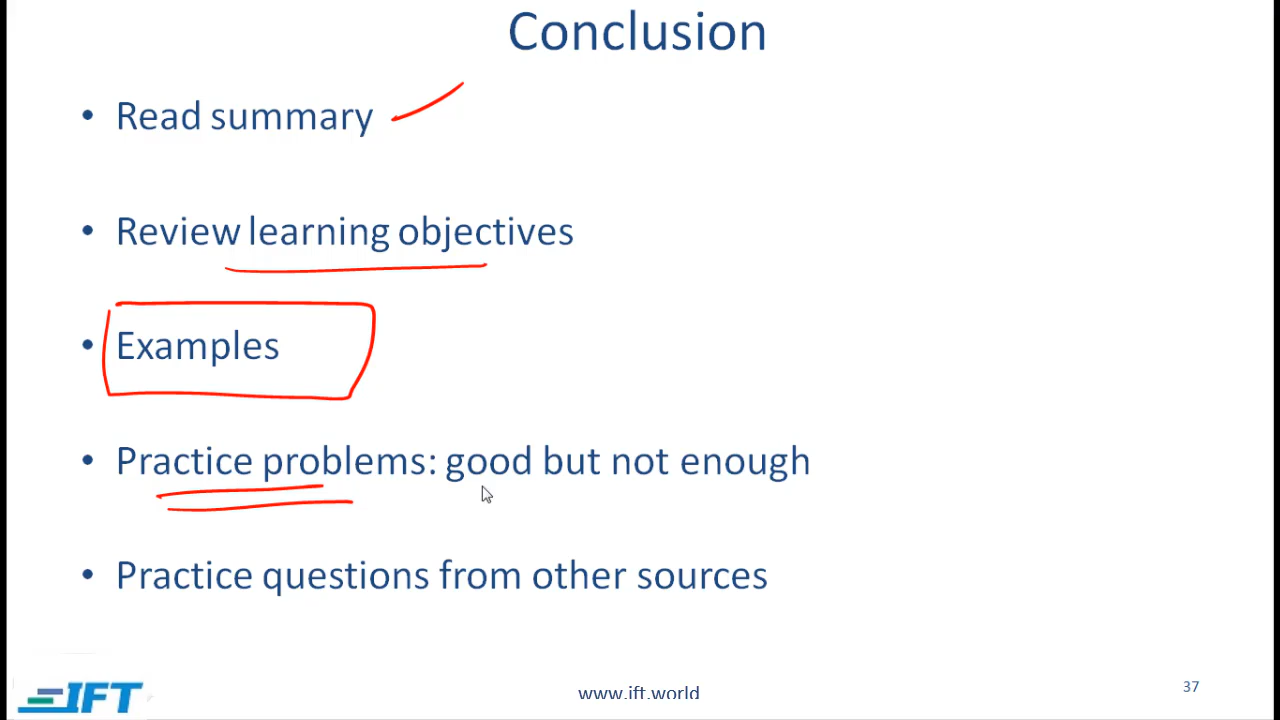 Conclusion
• Read summary
• Review learning objectives
• Examples
• Practice problems: good but not enough
• Practice questions from other sources
IFT
www.ift.world
37